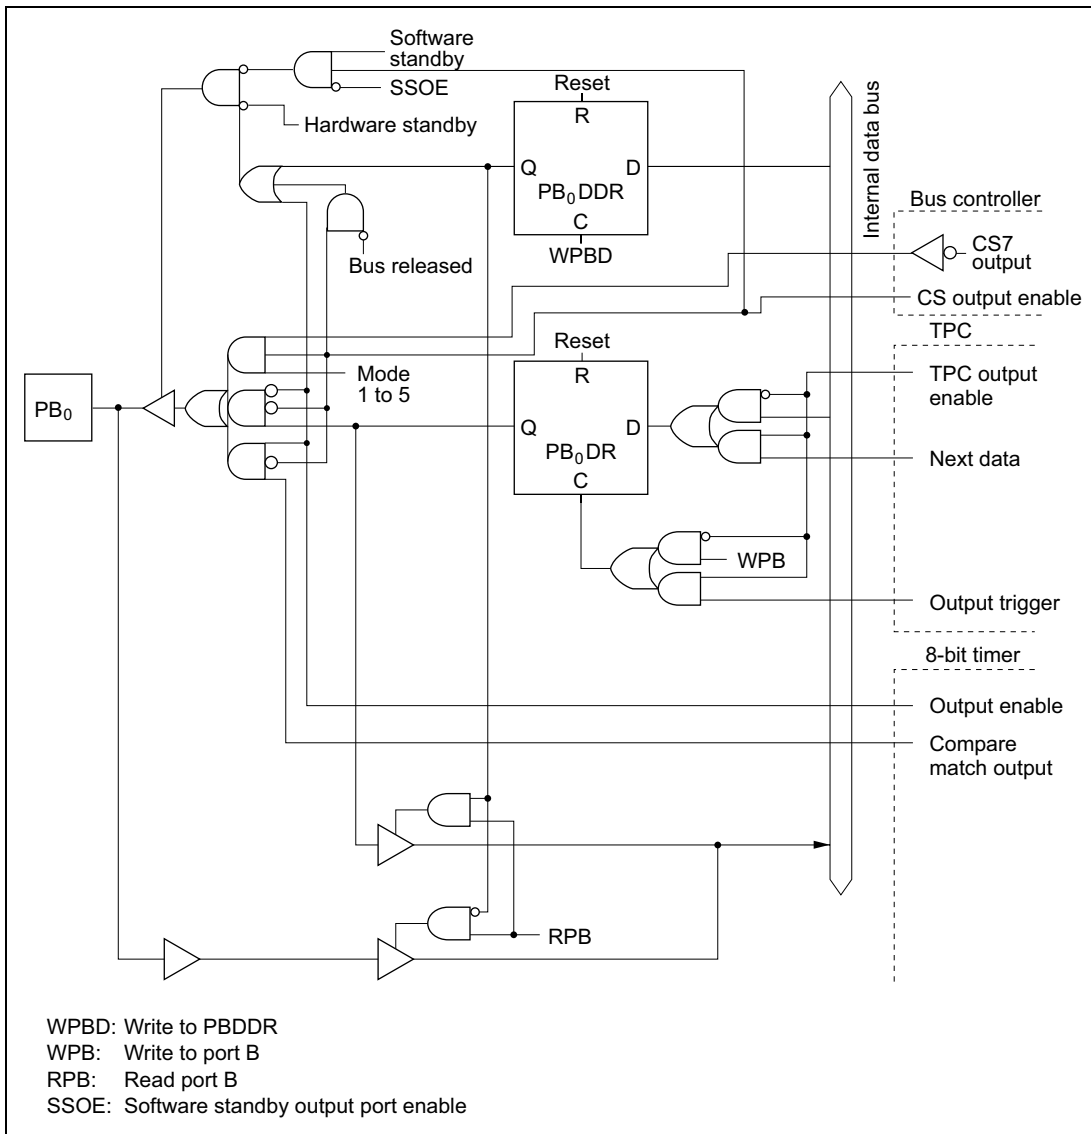 Software
standby
SSOE
Hardware standby
Reset
R
Q
D
PB₀DDR
C
WPBD
Bus released
Internal data bus
Bus controller
CS7
output
CS output enable
TPC
Mode
1 to 5
Reset
R
Q
D
PB₀DR
C
PB₀
TPC output
enable
Next data
WPB
Output trigger
8-bit timer
Output enable
Compare
match output
RPB
WPBD: Write to PBDDR
WPB: Write to port B
RPB: Read port B
SSOE: Software standby output port enable